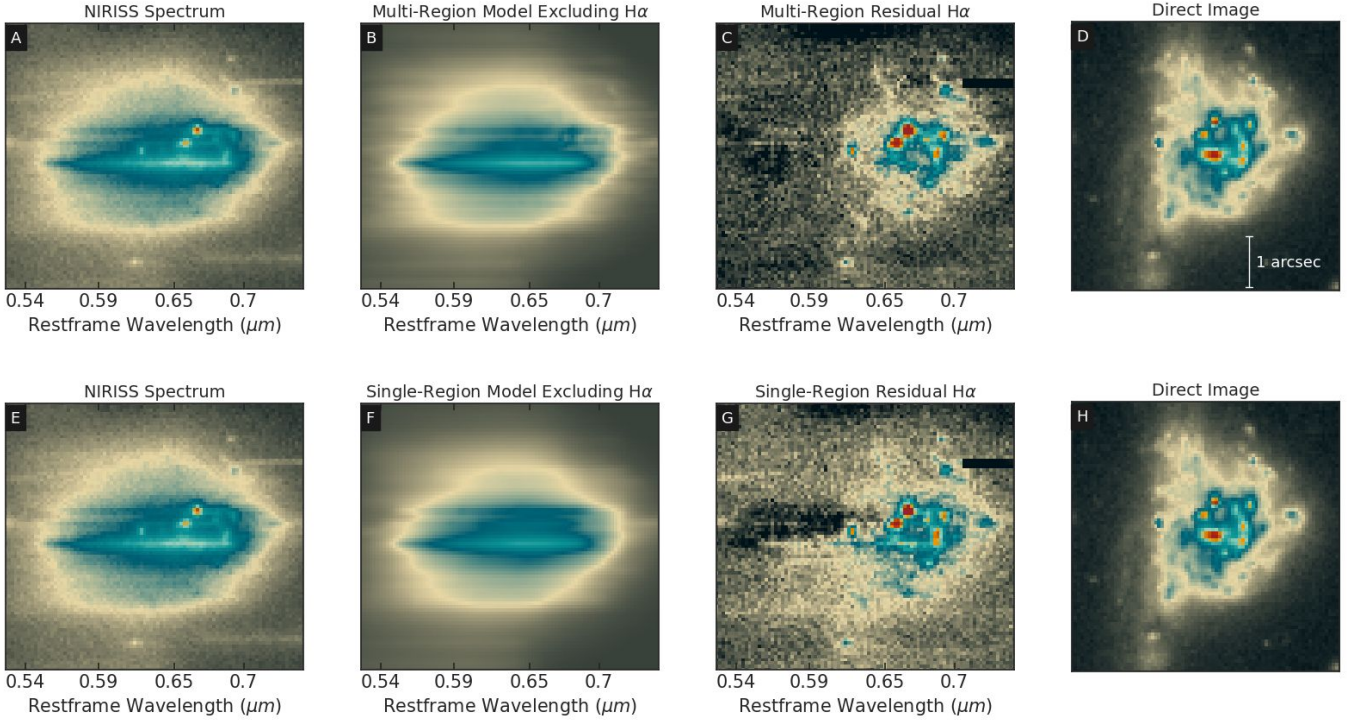 NIRISS Spectrum
Multi-Region Model Excluding Hα
Multi-Region Residual Hα
Direct Image
A
B
C
D
1 arcsec
0.54 0.59 0.65 0.7
0.54 0.59 0.65 0.7
0.54 0.59 0.65 0.7
Restframe Wavelength (μm)
Restframe Wavelength (μm)
Restframe Wavelength (μm)
NIRISS Spectrum
Single-Region Model Excluding Hα
Single-Region Residual Hα
Direct Image
E
F
G
H
0.54 0.59 0.65 0.7
0.54 0.59 0.65 0.7
0.54 0.59 0.65 0.7
Restframe Wavelength (μm)
Restframe Wavelength (μm)
Restframe Wavelength (μm)